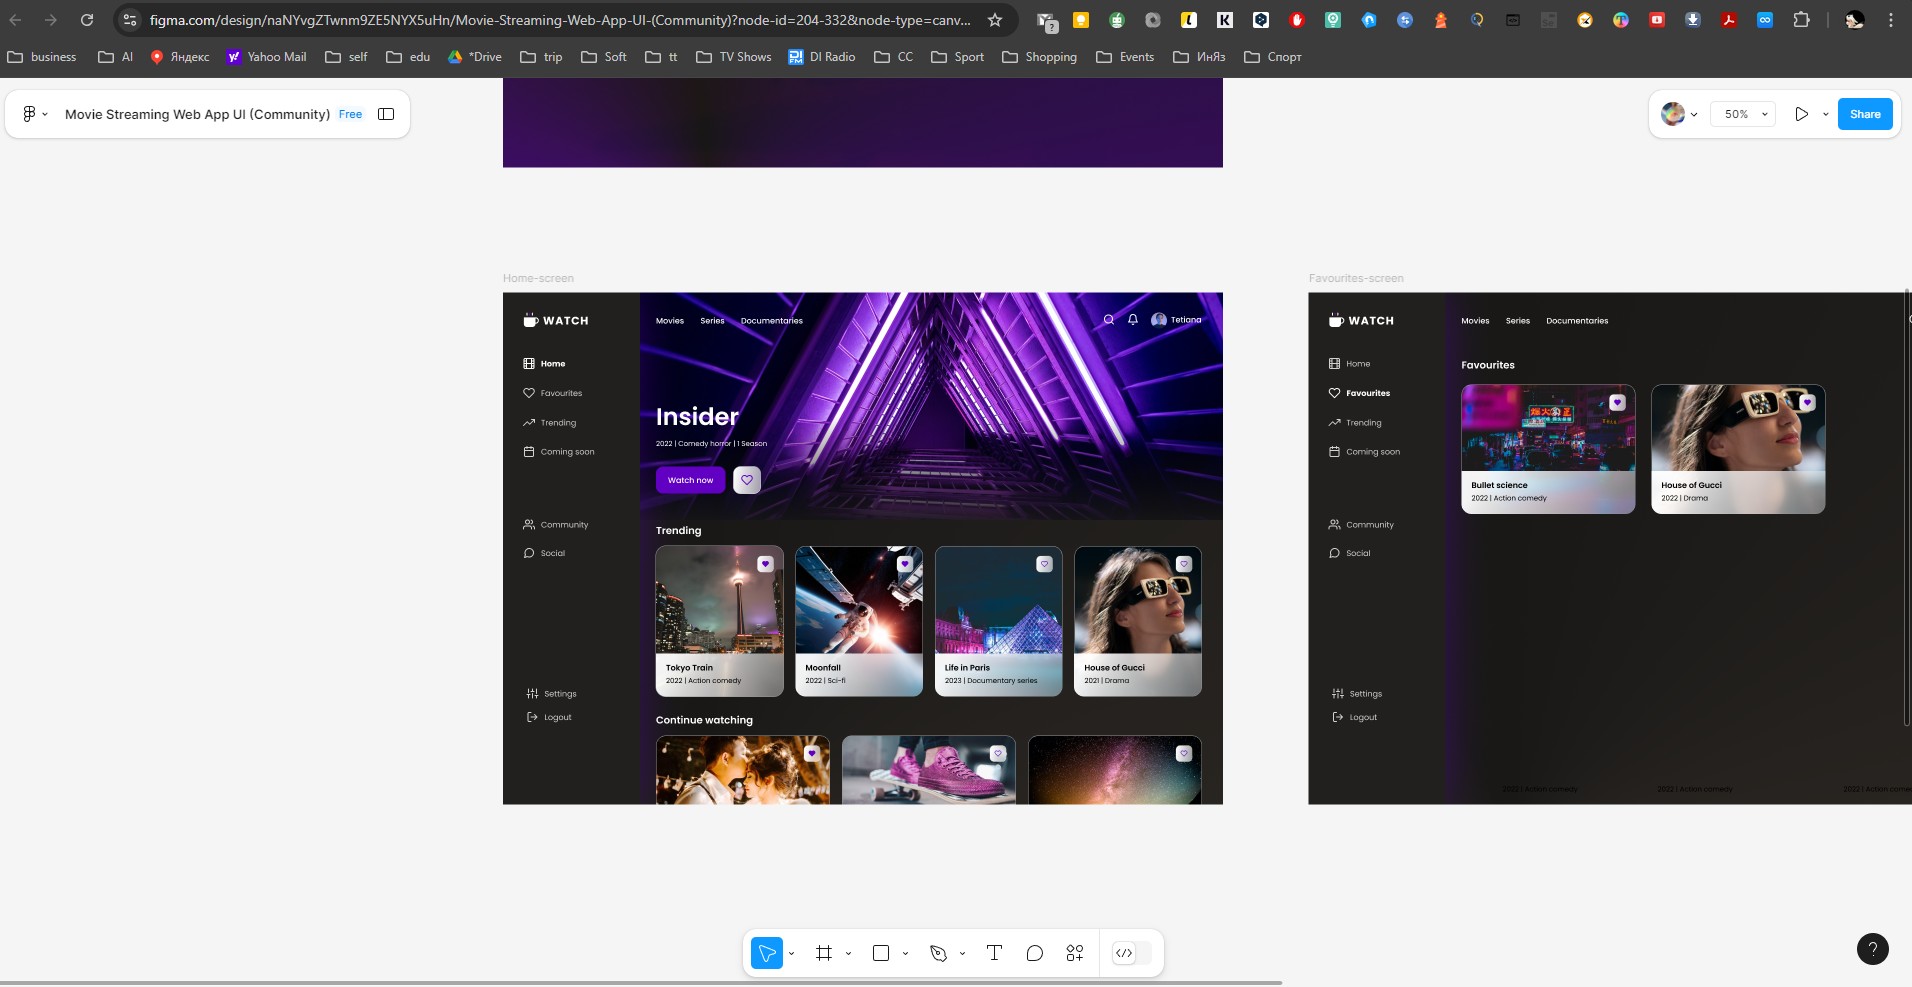 figma.com/design/naNYvgZTwnm9ZE5NYX5uHn/Movie-Streaming-Web-App-UI-(Community)?node-id=204-332&node-type=canv...
business AI Яндекс Yahoo Mail self edu *Drive trip Soft tt TV Shows DI Radio CC Sport Shopping Events ИнЯз Спорт
Movie Streaming Web App UI (Community) Free
50% Share
Home-screen
WATCH
Movies Series Documentaries
Tetiana
Home
Favourites
Trending
Coming soon
Community
Social
Settings
Logout
Insider
2022 | Comedy horror | 1 Season
Watch now
Trending
Tokyo Train
2022 | Action comedy
Moonfall
2022 | Sci-fi
Life in Paris
2023 | Documentary series
House of Gucci
2021 | Drama
Continue watching
Favourites-screen
WATCH
Movies Series Documentaries
Home
Favourites
Trending
Coming soon
Community
Social
Settings
Logout
Favourites
Bullet science
2022 | Action comedy
House of Gucci
2022 | Drama
2022 | Action comedy
2022 | Action comedy